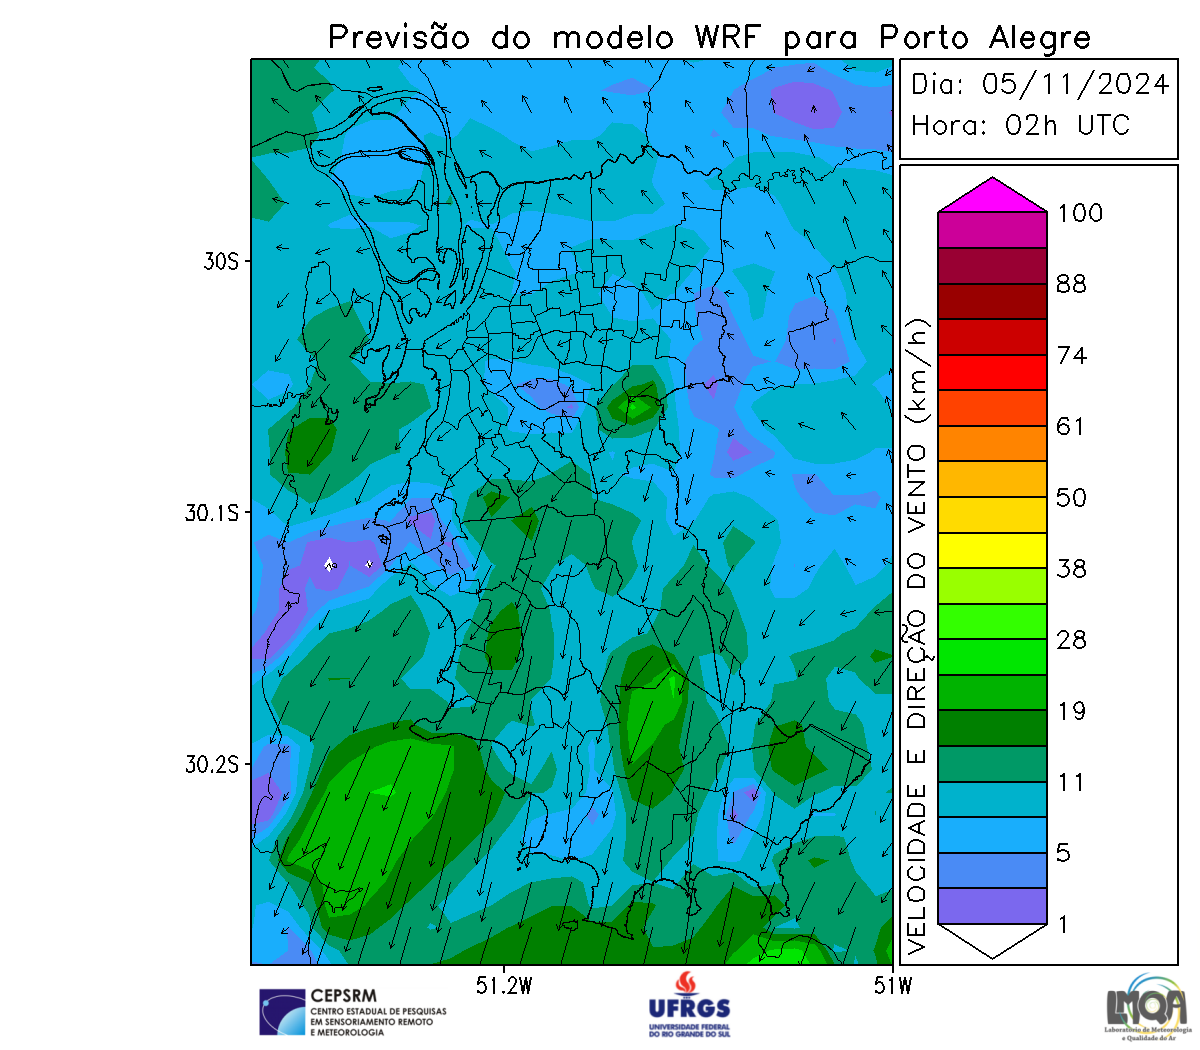 Previsão do modelo WRF para Porto Alegre
Dia: 05/11/2024
Hora: 02h UTC
30S
30.1S
30.2S
51.2W
51W
VELOCIDADE E DIREÇÃO DO VENTO (km/h)
100
88
74
61
50
38
28
19
11
5
1
CEPSRM
CENTRO ESTADUAL DE PESQUISAS
EM SENSORIAMENTO REMOTO
E METEOROLOGIA
UFRGS
UNIVERSIDADE FEDERAL
DO RIO GRANDE DO SUL
LMQA
Laboratório de Meteorologia
e Qualidade do Ar